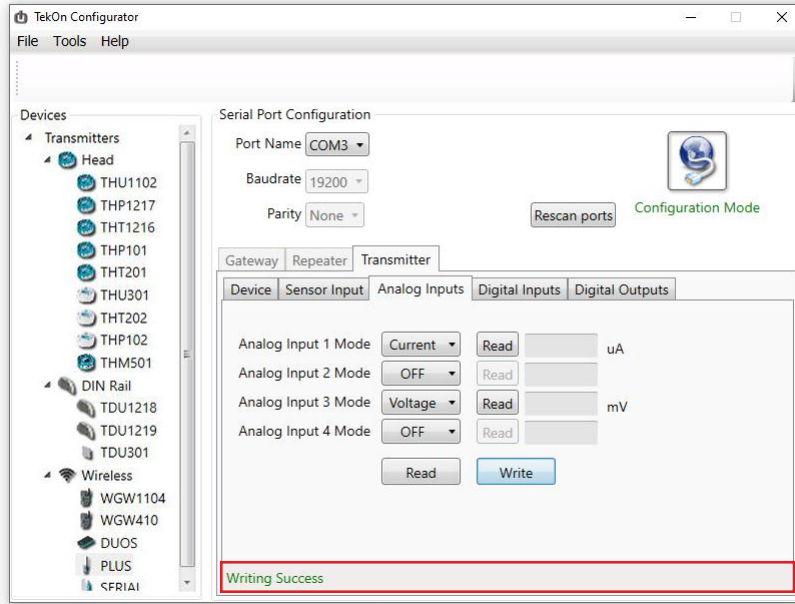 TekOn Configurator
File Tools Help
Devices
Transmitters
Head
THU1102
THP1217
THT1216
THP101
THT201
THU301
THT202
THP102
THM501
DIN Rail
TDU1218
TDU1219
TDU301
Wireless
WGW1104
WGW410
DUOS
PLUS
SERIAL
Serial Port Configuration
Port Name COM3
Baudrate 19200
Parity None
Rescan ports
Configuration Mode
Gateway Repeater Transmitter
Device Sensor Input Analog Inputs Digital Inputs Digital Outputs
Analog Input 1 Mode Current Read uA
Analog Input 2 Mode OFF Read
Analog Input 3 Mode Voltage Read mV
Analog Input 4 Mode OFF Read
Read Write
Writing Success